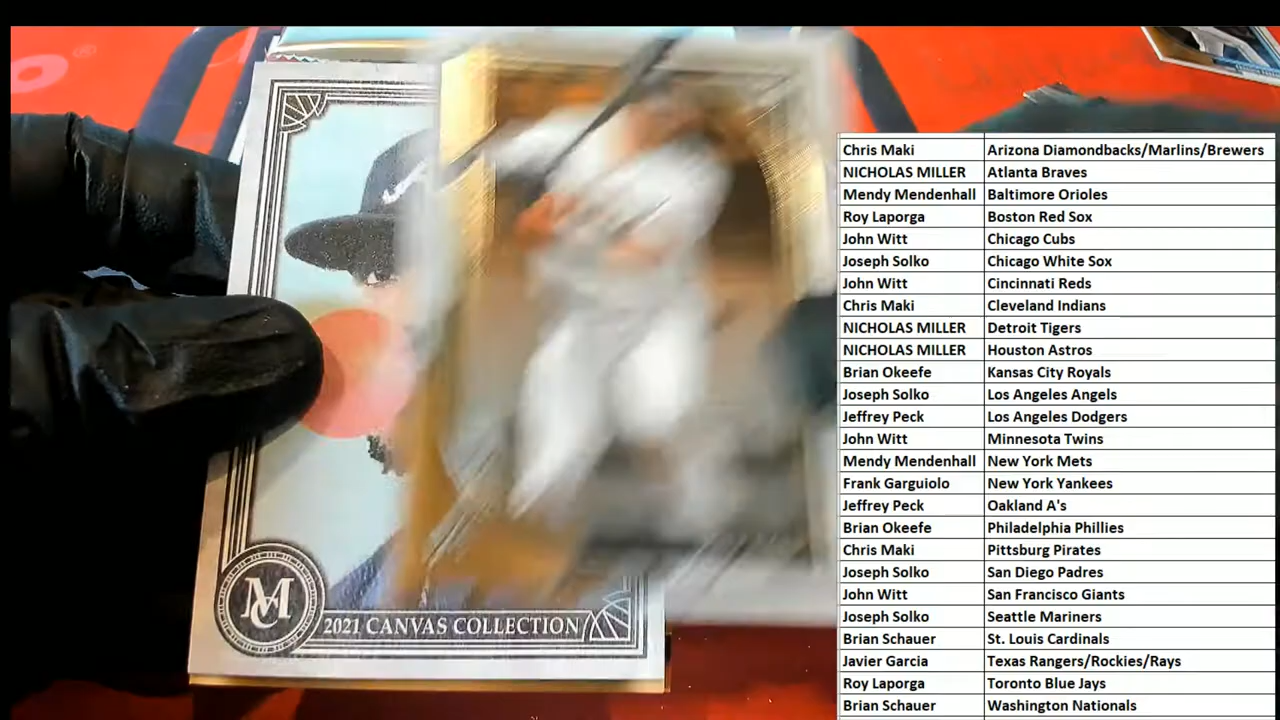 MC
2021 CANVAS COLLECTION
Chris Maki Arizona Diamondbacks/Marlins/Brewers
NICHOLAS MILLER Atlanta Braves
Mendy Mendenhall Baltimore Orioles
Roy Laporga Boston Red Sox
John Witt Chicago Cubs
Joseph Solko Chicago White Sox
John Witt Cincinnati Reds
Chris Maki Cleveland Indians
NICHOLAS MILLER Detroit Tigers
NICHOLAS MILLER Houston Astros
Brian Okeefe Kansas City Royals
Joseph Solko Los Angeles Angels
Jeffrey Peck Los Angeles Dodgers
John Witt Minnesota Twins
Mendy Mendenhall New York Mets
Frank Garguiolo New York Yankees
Jeffrey Peck Oakland A's
Brian Okeefe Philadelphia Phillies
Chris Maki Pittsburg Pirates
Joseph Solko San Diego Padres
John Witt San Francisco Giants
Joseph Solko Seattle Mariners
Brian Schauer St. Louis Cardinals
Javier Garcia Texas Rangers/Rockies/Rays
Roy Laporga Toronto Blue Jays
Brian Schauer Washington Nationals